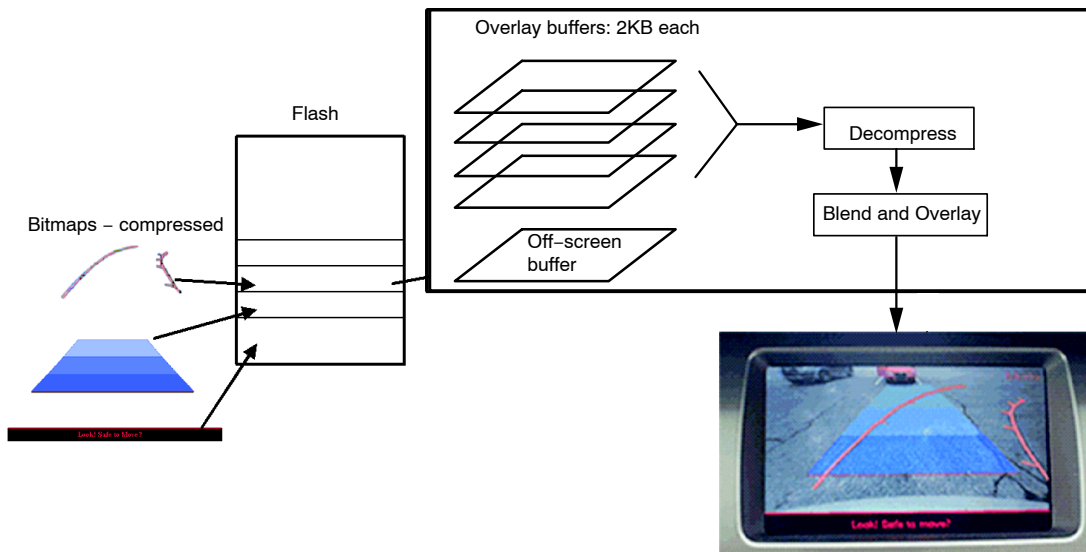 Overlay buffers: 2KB each
Flash
Decompress
Bitmaps − compressed
Blend and Overlay
Off−screen
buffer
Look! Safe to Move?
Look! Safe to move?